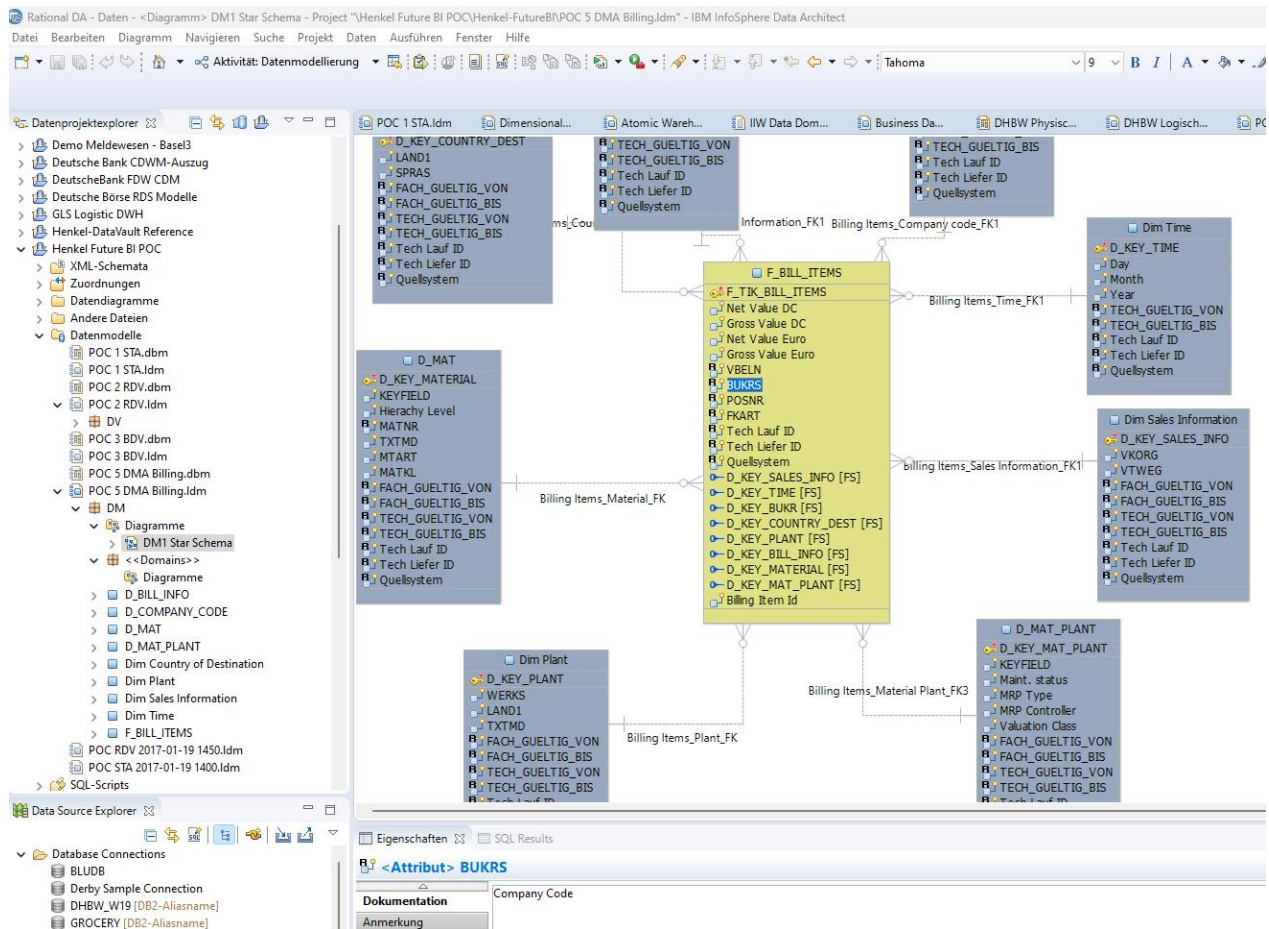 Rational DA - Daten - <Diagramm> DM1 Star Schema - Project "\Henkel Future BI POC\Henkel-FutureBI\POC 5 DMA Billing.ldm" - IBM InfoSphere Data Architect
Datei Bearbeiten Diagramm Navigieren Suche Projekt Daten Ausführen Fenster Hilfe
Aktivität: Datenmodellierung
Tahoma
9
B I A
Datenprojektexplorer
Demo Meldewesen - Basel3
Deutsche Bank CDWM-Auszug
DeutscheBank FDW CDM
Deutsche Börse RDS Modelle
GLS Logistic DWH
Henkel-DataVault Reference
Henkel Future BI POC
XML-Schemata
Zuordnungen
Datendiagramme
Andere Dateien
Datenmodelle
POC 1 STA.dbm
POC 1 STA.ldm
POC 2 RDV.dbm
POC 2 RDV.ldm
DV
POC 3 BDV.dbm
POC 3 BDV.ldm
POC 5 DMA Billing.dbm
POC 5 DMA Billing.ldm
DM
Diagramme
DM1 Star Schema
<<Domains>>
Diagramme
D_BILL_INFO
D_COMPANY_CODE
D_MAT
D_MAT_PLANT
Dim Country of Destination
Dim Plant
Dim Sales Information
Dim Time
F_BILL_ITEMS
POC RDV 2017-01-19 1450.ldm
POC STA 2017-01-19 1400.ldm
SQL-Scripts
Data Source Explorer
Database Connections
BLUDB
Derby Sample Connection
DHBW_W19 [DB2-Aliasname]
GROCERY [DB2-Aliasname]
POC 1 STA.ldm Dimensional... Atomic Wareh... IIW Data Dom... Business Da... DHBW Physisc... DHBW Logisch... PC
D_KEY_COUNTRY_DEST
LAND1
SPRAS
FACH_GUELTIG_VON
FACH_GUELTIG_BIS
TECH_GUELTIG_VON
TECH_GUELTIG_BIS
Tech Lauf ID
Tech Liefer ID
Quellsystem
TECH_GUELTIG_VON
TECH_GUELTIG_BIS
Tech Lauf ID
Tech Liefer ID
Quellsystem
TECH_GUELTIG_BIS
Tech Lauf ID
Tech Liefer ID
Quellsystem
ms_Cou
Information_FK1
Billing Items_Company code_FK1
Dim Time
D_KEY_TIME
Day
Month
Year
TECH_GUELTIG_VON
TECH_GUELTIG_BIS
Tech Lauf ID
Tech Liefer ID
Quellsystem
Billing Items_Time_FK1
F_BILL_ITEMS
F_TIK_BILL_ITEMS
Net Value DC
Gross Value DC
Net Value Euro
Gross Value Euro
VBELN
BUKRS
POSNR
FKART
Tech Lauf ID
Tech Liefer ID
Quellsystem
D_KEY_SALES_INFO [FS]
D_KEY_TIME [FS]
D_KEY_BUKR [FS]
D_KEY_COUNTRY_DEST [FS]
D_KEY_PLANT [FS]
D_KEY_BILL_INFO [FS]
D_KEY_MATERIAL [FS]
D_KEY_MAT_PLANT [FS]
Billing Item Id
D_MAT
D_KEY_MATERIAL
KEYFIELD
Hierachy Level
MATNR
TXTMD
MTART
MATKL
FACH_GUELTIG_VON
FACH_GUELTIG_BIS
TECH_GUELTIG_VON
TECH_GUELTIG_BIS
Tech Lauf ID
Tech Liefer ID
Quellsystem
Billing Items_Material_FK
Dim Sales Information
D_KEY_SALES_INFO
VKORG
VTWEG
FACH_GUELTIG_VON
FACH_GUELTIG_BIS
TECH_GUELTIG_VON
TECH_GUELTIG_BIS
Tech Lauf ID
Tech Liefer ID
Quellsystem
Billing Items_Sales Information_FK1
Dim Plant
D_KEY_PLANT
WERKS
LAND1
TXTMD
FACH_GUELTIG_VON
FACH_GUELTIG_BIS
TECH_GUELTIG_VON
TECH_GUELTIG_BIS
Tech Lauf ID
Billing Items_Plant_FK
Billing Items_Material Plant_FK3
D_MAT_PLANT
D_KEY_MAT_PLANT
KEYFIELD
Maint. status
MRP Type
MRP Controller
Valuation Class
FACH_GUELTIG_VON
FACH_GUELTIG_BIS
TECH_GUELTIG_VON
TECH_GUELTIG_BIS
Tech Lauf ID
Eigenschaften SQL Results
<Attribut> BUKRS
Dokumentation
Company Code
Anmerkung